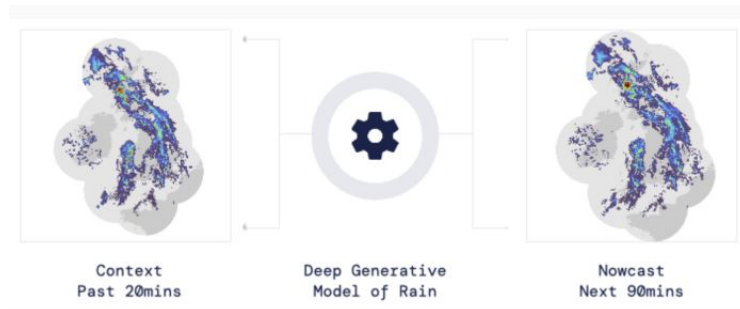 Context
Past 20mins
Deep Generative
Model of Rain
Nowcast
Next 90mins